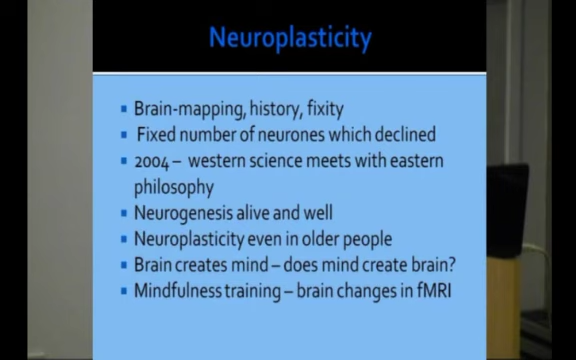 Neuroplasticity
Brain-mapping, history, fixity
Fixed number of neurones which declined
2004 – western science meets with eastern
philosophy
Neurogenesis alive and well
Neuroplasticity even in older people
Brain creates mind – does mind create brain?
Mindfulness training – brain changes in fMRI